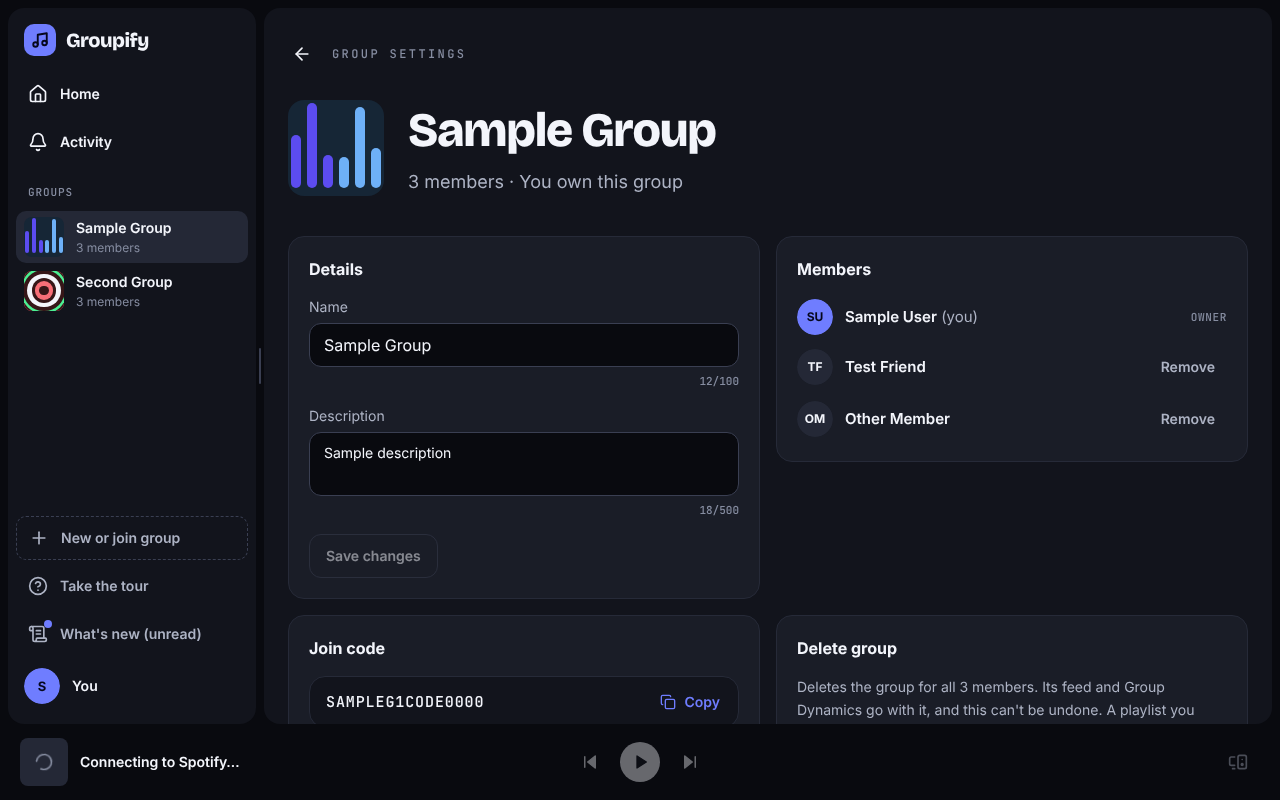 Groupify
Home
Activity
GROUPS
Sample Group
3 members
Second Group
3 members
New or join group
Take the tour
What's new (unread)
S
You
GROUP SETTINGS
Sample Group
3 members · You own this group
Details
Name
Sample Group
12/100
Description
Sample description
18/500
Save changes
Members
SU
Sample User (you)
OWNER
TF
Test Friend
Remove
OM
Other Member
Remove
Join code
SAMPLEG1CODE0000
Copy
Delete group
Deletes the group for all 3 members. Its feed and Group
Dynamics go with it, and this can't be undone. A playlist you
Connecting to Spotify...